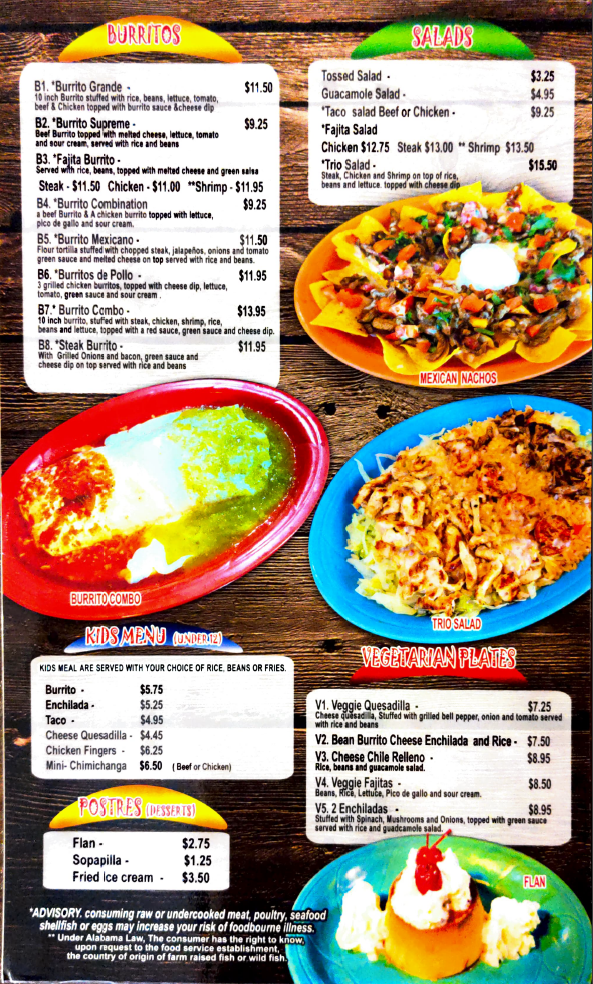 BURRITOS
B1. *Burrito Grande - $11.50
10 inch Burrito stuffed with rice, beans, lettuce, tomato,
beef & Chicken topped with burrito sauce &cheese dip
B2. *Burrito Supreme - $9.25
Beef Burrito topped with melted cheese, lettuce, tomato
and sour cream, served with rice and beans
B3. *Fajita Burrito -
Served with rice, beans, topped with melted cheese and green salsa
Steak - $11.50 Chicken - $11.00 **Shrimp - $11.95
B4. *Burrito Combination $9.25
a beef Burrito & A chicken burrito topped with lettuce,
pico de gallo and sour cream.
B5. *Burrito Mexicano - $11.50
Flour tortilla stuffed with chopped steak, jalapeños, onions and tomato
green sauce and melted cheese on top served with rice and beans.
B6. *Burritos de Pollo - $11.95
3 grilled chicken burritos, topped with cheese dip, lettuce,
tomato, green sauce and sour cream .
B7.* Burrito Combo - $13.95
10 inch burrito, stuffed with steak, chicken, shrimp, rice,
beans and lettuce, topped with a red sauce, green sauce and cheese dip.
B8. *Steak Burrito - $11.95
With Grilled Onions and bacon, green sauce and
cheese dip on top served with rice and beans
SALADS
Tossed Salad - $3.25
Guacamole Salad - $4.95
*Taco salad Beef or Chicken - $9.25
*Fajita Salad
Chicken $12.75 Steak $13.00 ** Shrimp $13.50
*Trio Salad - $15.50
Steak, Chicken and Shrimp on top of rice,
beans and lettuce. topped with cheese dip
MEXICAN NACHOS
BURRITO COMBO
TRIO SALAD
KIDS MENU (UNDER 12)
KIDS MEAL ARE SERVED WITH YOUR CHOICE OF RICE, BEANS OR FRIES.
Burrito - $5.75
Enchilada - $5.25
Taco - $4.95
Cheese Quesadilla - $4.45
Chicken Fingers - $6.25
Mini- Chimichanga $6.50 (Beef or Chicken)
VEGETARIAN PLATES
V1. Veggie Quesadilla - $7.25
Cheese quesadilla, Stuffed with grilled bell pepper, onion and tomato served
with rice and beans
V2. Bean Burrito Cheese Enchilada and Rice - $7.50
V3. Cheese Chile Relleno - $8.95
Rice, beans and guacamole salad.
V4. Veggie Fajitas - $8.50
Beans, Rice, Lettuce, Pico de gallo and sour cream.
V5. 2 Enchiladas - $8.95
Stuffed with Spinach, Mushrooms and Onions, topped with green sauce
served with rice and guadcamole salad.
POSTRES (DESSERTS)
Flan - $2.75
Sopapilla - $1.25
Fried Ice cream - $3.50
FLAN
*ADVISORY. consuming raw or undercooked meat, poultry, seafood
shellfish or eggs may increase your risk of foodbourne illness.
** Under Alabama Law, The consumer has the right to know,
upon request to the food service establishment,
the country of origin of farm raised fish or wild fish.